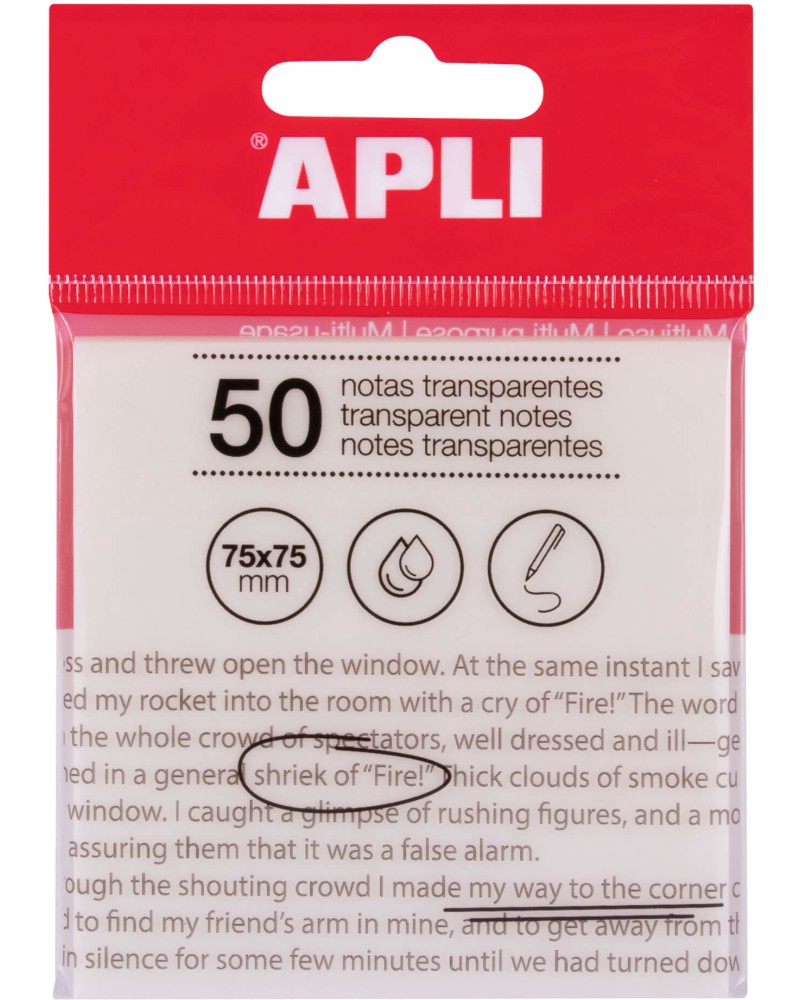 ® APLI
Multiuso | Multi purpose | Multi-usage
50
notas transparentes
transparent notes
notes transparentes
75x75
mm
ss and threw open the window. At the same instant I saw
ed my rocket into the room with a cry of “Fire!” The word
the whole crowd of spectators, well dressed and ill—ge
ned in a general shriek of “Fire!” Thick clouds of smoke cu
window. I caught a glimpse of rushing figures, and a mo
assuring them that it was a false alarm.
ough the shouting crowd I made my way to the corner
to find my friend’s arm in mine, and to get away from th
in silence for some few minutes until we had turned dow